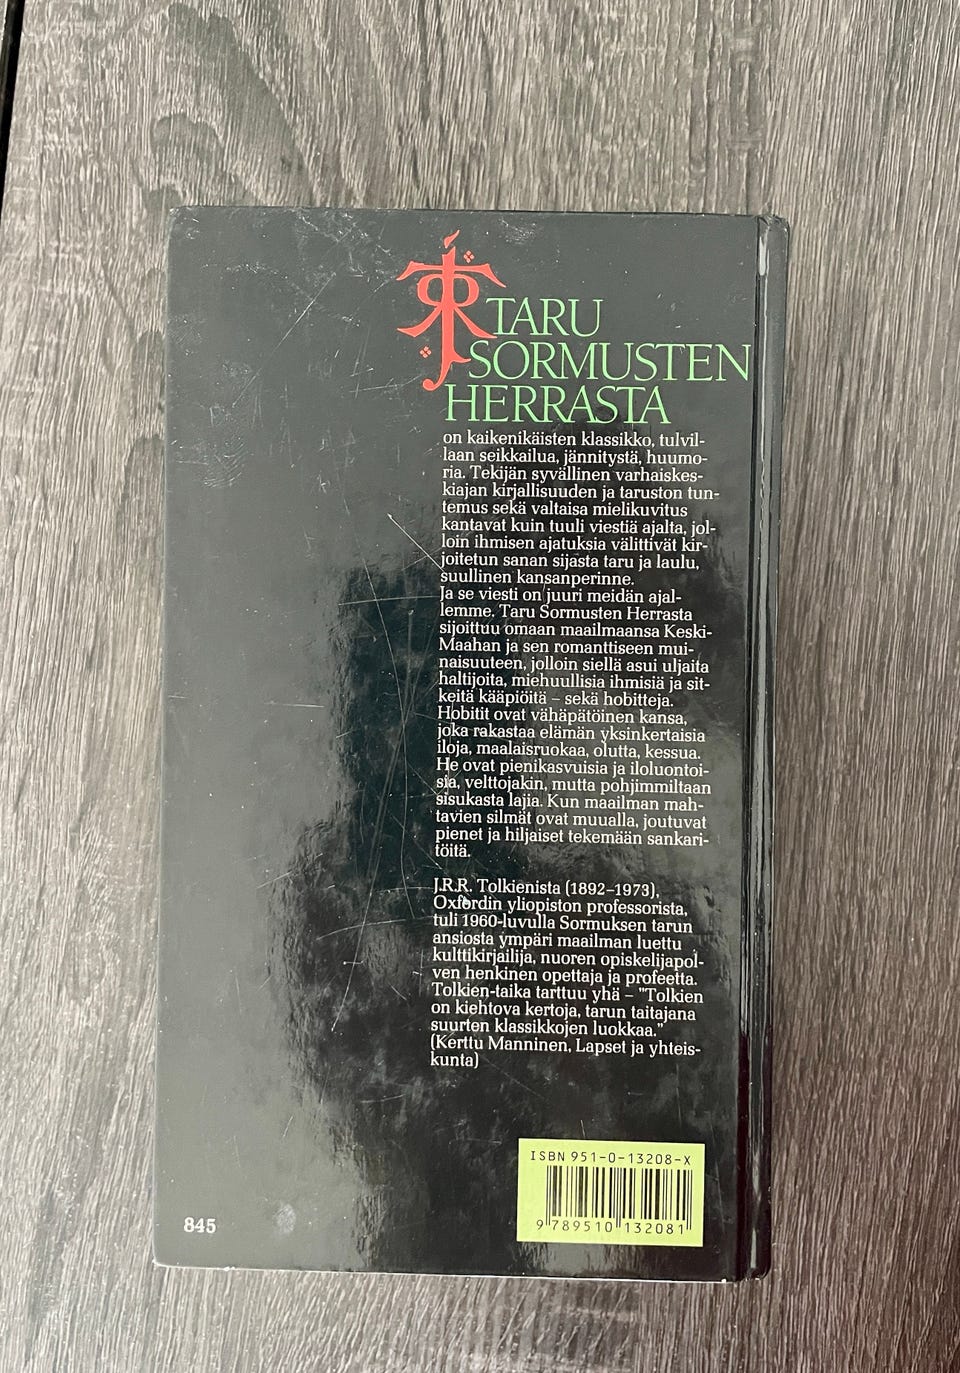 TARU
SORMUSTEN
HERRASTA
on kaikenikäisten klassikko, tulvil-
laan seikkailua, jännitystä, huumo-
ria. Tekijän syvällinen varhaiskes-
kiajan kirjallisuuden ja taruston tun-
temus sekä valtaisa mielikuvitus
kantavat kuin tuuli viestiä ajalta, jol-
loin ihmisen ajatuksia välittivät kir-
joitetun sanan sijasta taru ja laulu,
suullinen kansanperinne.
Ja se viesti on juuri meidän ajal-
lemme. Taru Sormusten Herrasta
sijoittuu omaan maailmaansa Keski-
Maahan ja sen romanttiseen mui-
naisuuteen, jolloin siellä asui uljaita
haltijoita, miehuullisia ihmisiä ja sit-
keitä kääpiöitä – sekä hobitteja.
Hobitit ovat vähäpätöinen kansa,
joka rakastaa elämän yksinkertaisia
iloja, maalaisruokaa, olutta, kessua.
He ovat pienikasvuisia ja iloluontoi-
sia, velttojakin, mutta pohjimmiltaan
sisukasta lajia. Kun maailman mah-
tavien silmät ovat muualla, joutuvat
pienet ja hiljaiset tekemään sankari-
töitä.
J.R.R. Tolkienista (1892–1973),
Oxfordin yliopiston professorista,
tuli 1960-luvulla Sormuksen tarun
ansiosta ympäri maailman luettu
kulttikirjailija, nuoren opiskelijapol-
ven henkinen opettaja ja profeetta.
Tolkien-taika tarttuu yhä – "Tolkien
on kiehtova kertoja, tarun taitajana
suurten klassikkojen luokkaa."
(Kerttu Manninen, Lapset ja yhteis-
kunta)
ISBN 951-0-13208-X
9 789510 132081
845